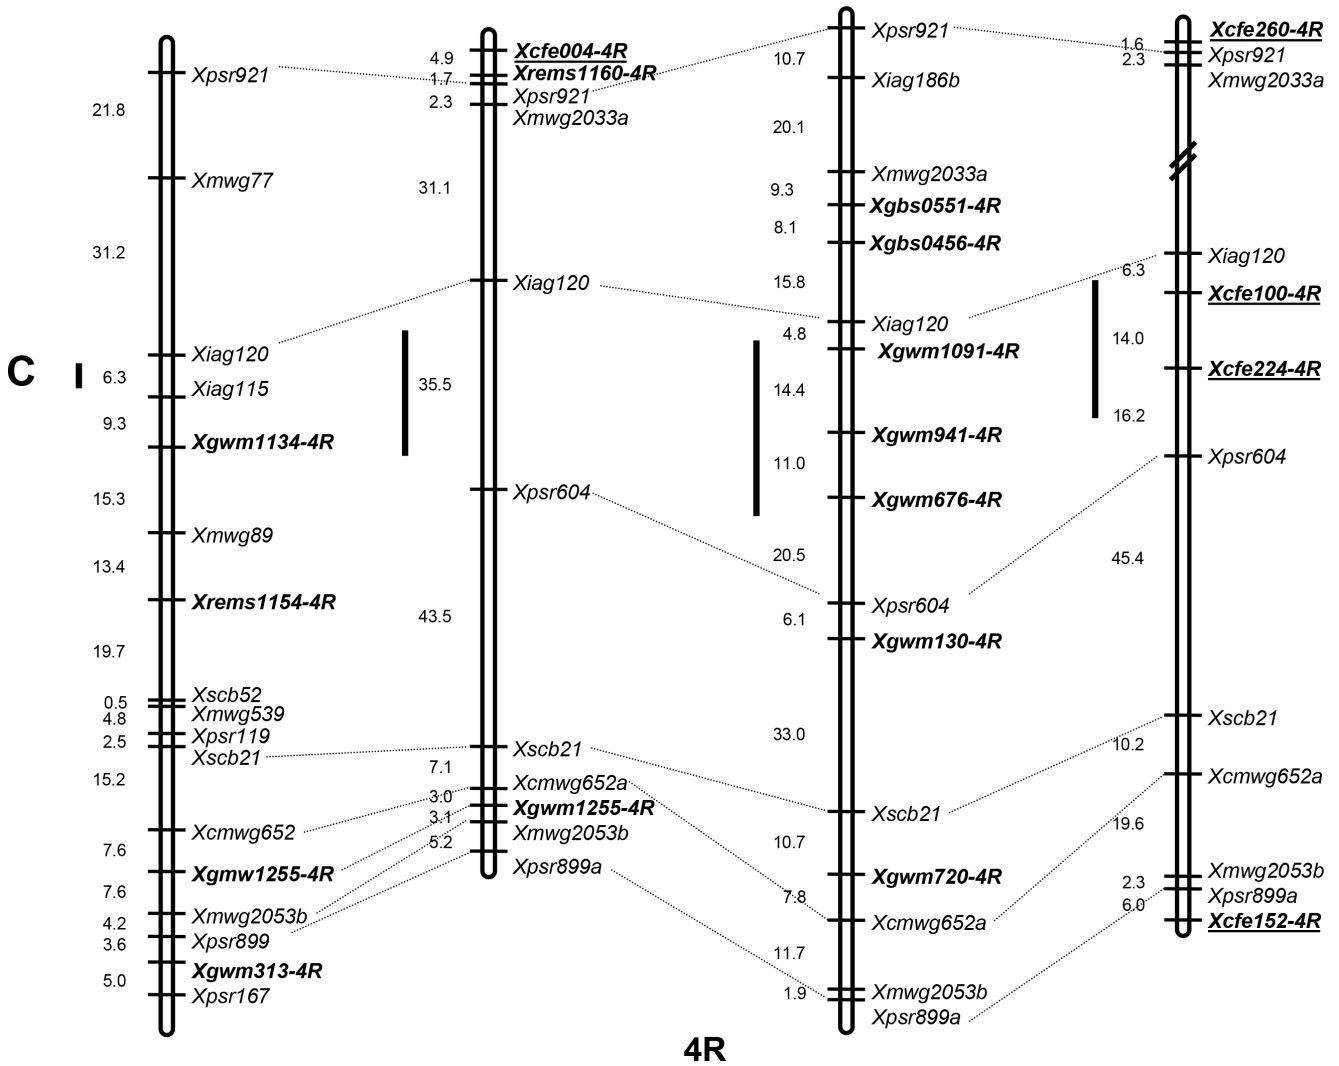 C
Xpsr921
21.8
Xmwg77
31.2
Xiag120
6.3
Xiag115
9.3
Xgwm1134-4R
15.3
Xmwg89
13.4
Xrems1154-4R
19.7
Xscb52
0.5
Xmwg539
4.8
Xpsr119
2.5
Xscb21
15.2
Xcmwg652
7.6
Xgmw1255-4R
7.6
Xmwg2053b
4.2
Xpsr899
3.6
Xgwm313-4R
5.0
Xpsr167
Xcfe004-4R
4.9
Xrems1160-4R
1.7
Xpsr921
2.3
Xmwg2033a
31.1
Xiag120
35.5
Xpsr604
43.5
Xscb21
7.1
Xcmwg652a
3.0
Xgwm1255-4R
3.1
Xmwg2053b
5.2
Xpsr899a
Xpsr921
10.7
Xiag186b
20.1
Xmwg2033a
9.3
Xgbs0551-4R
8.1
Xgbs0456-4R
15.8
Xiag120
4.8
Xgwm1091-4R
14.4
Xgwm941-4R
11.0
Xgwm676-4R
20.5
Xpsr604
6.1
Xgwm130-4R
33.0
Xscb21
10.7
Xgwm720-4R
7.8
Xcmwg652a
11.7
Xmwg2053b
1.9
Xpsr899a
Xcfe260-4R
1.6
Xpsr921
2.3
Xmwg2033a
Xiag120
6.3
Xcfe100-4R
14.0
Xcfe224-4R
16.2
Xpsr604
45.4
Xscb21
10.2
Xcmwg652a
19.6
Xmwg2053b
2.3
Xpsr899a
6.0
Xcfe152-4R
4R